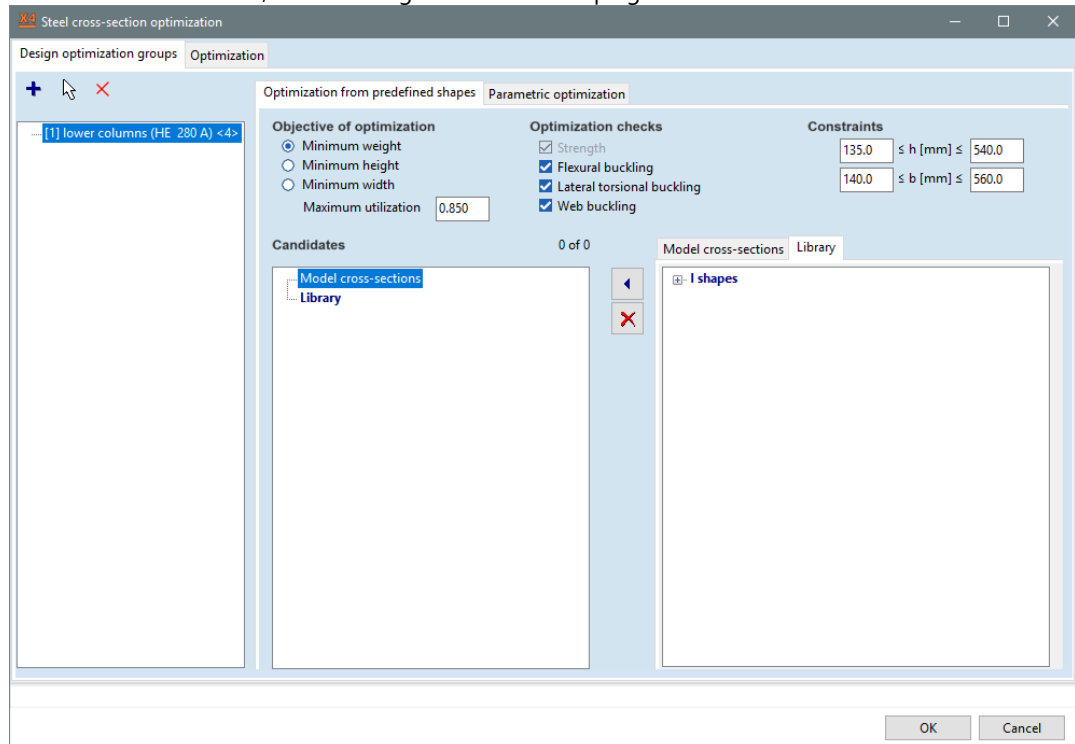 X4 Steel cross-section optimization
Design optimization groups Optimization
Optimization from predefined shapes Parametric optimization
[1] lower columns (HE 280 A) <4>
Objective of optimization
Minimum weight
Minimum height
Minimum width
Maximum utilization 0.850
Optimization checks
Strength
Flexural buckling
Lateral torsional buckling
Web buckling
Constraints
135.0 ≤ h [mm] ≤ 540.0
140.0 ≤ b [mm] ≤ 560.0
Candidates 0 of 0
Model cross-sections
Library
Model cross-sections Library
I shapes
OK Cancel